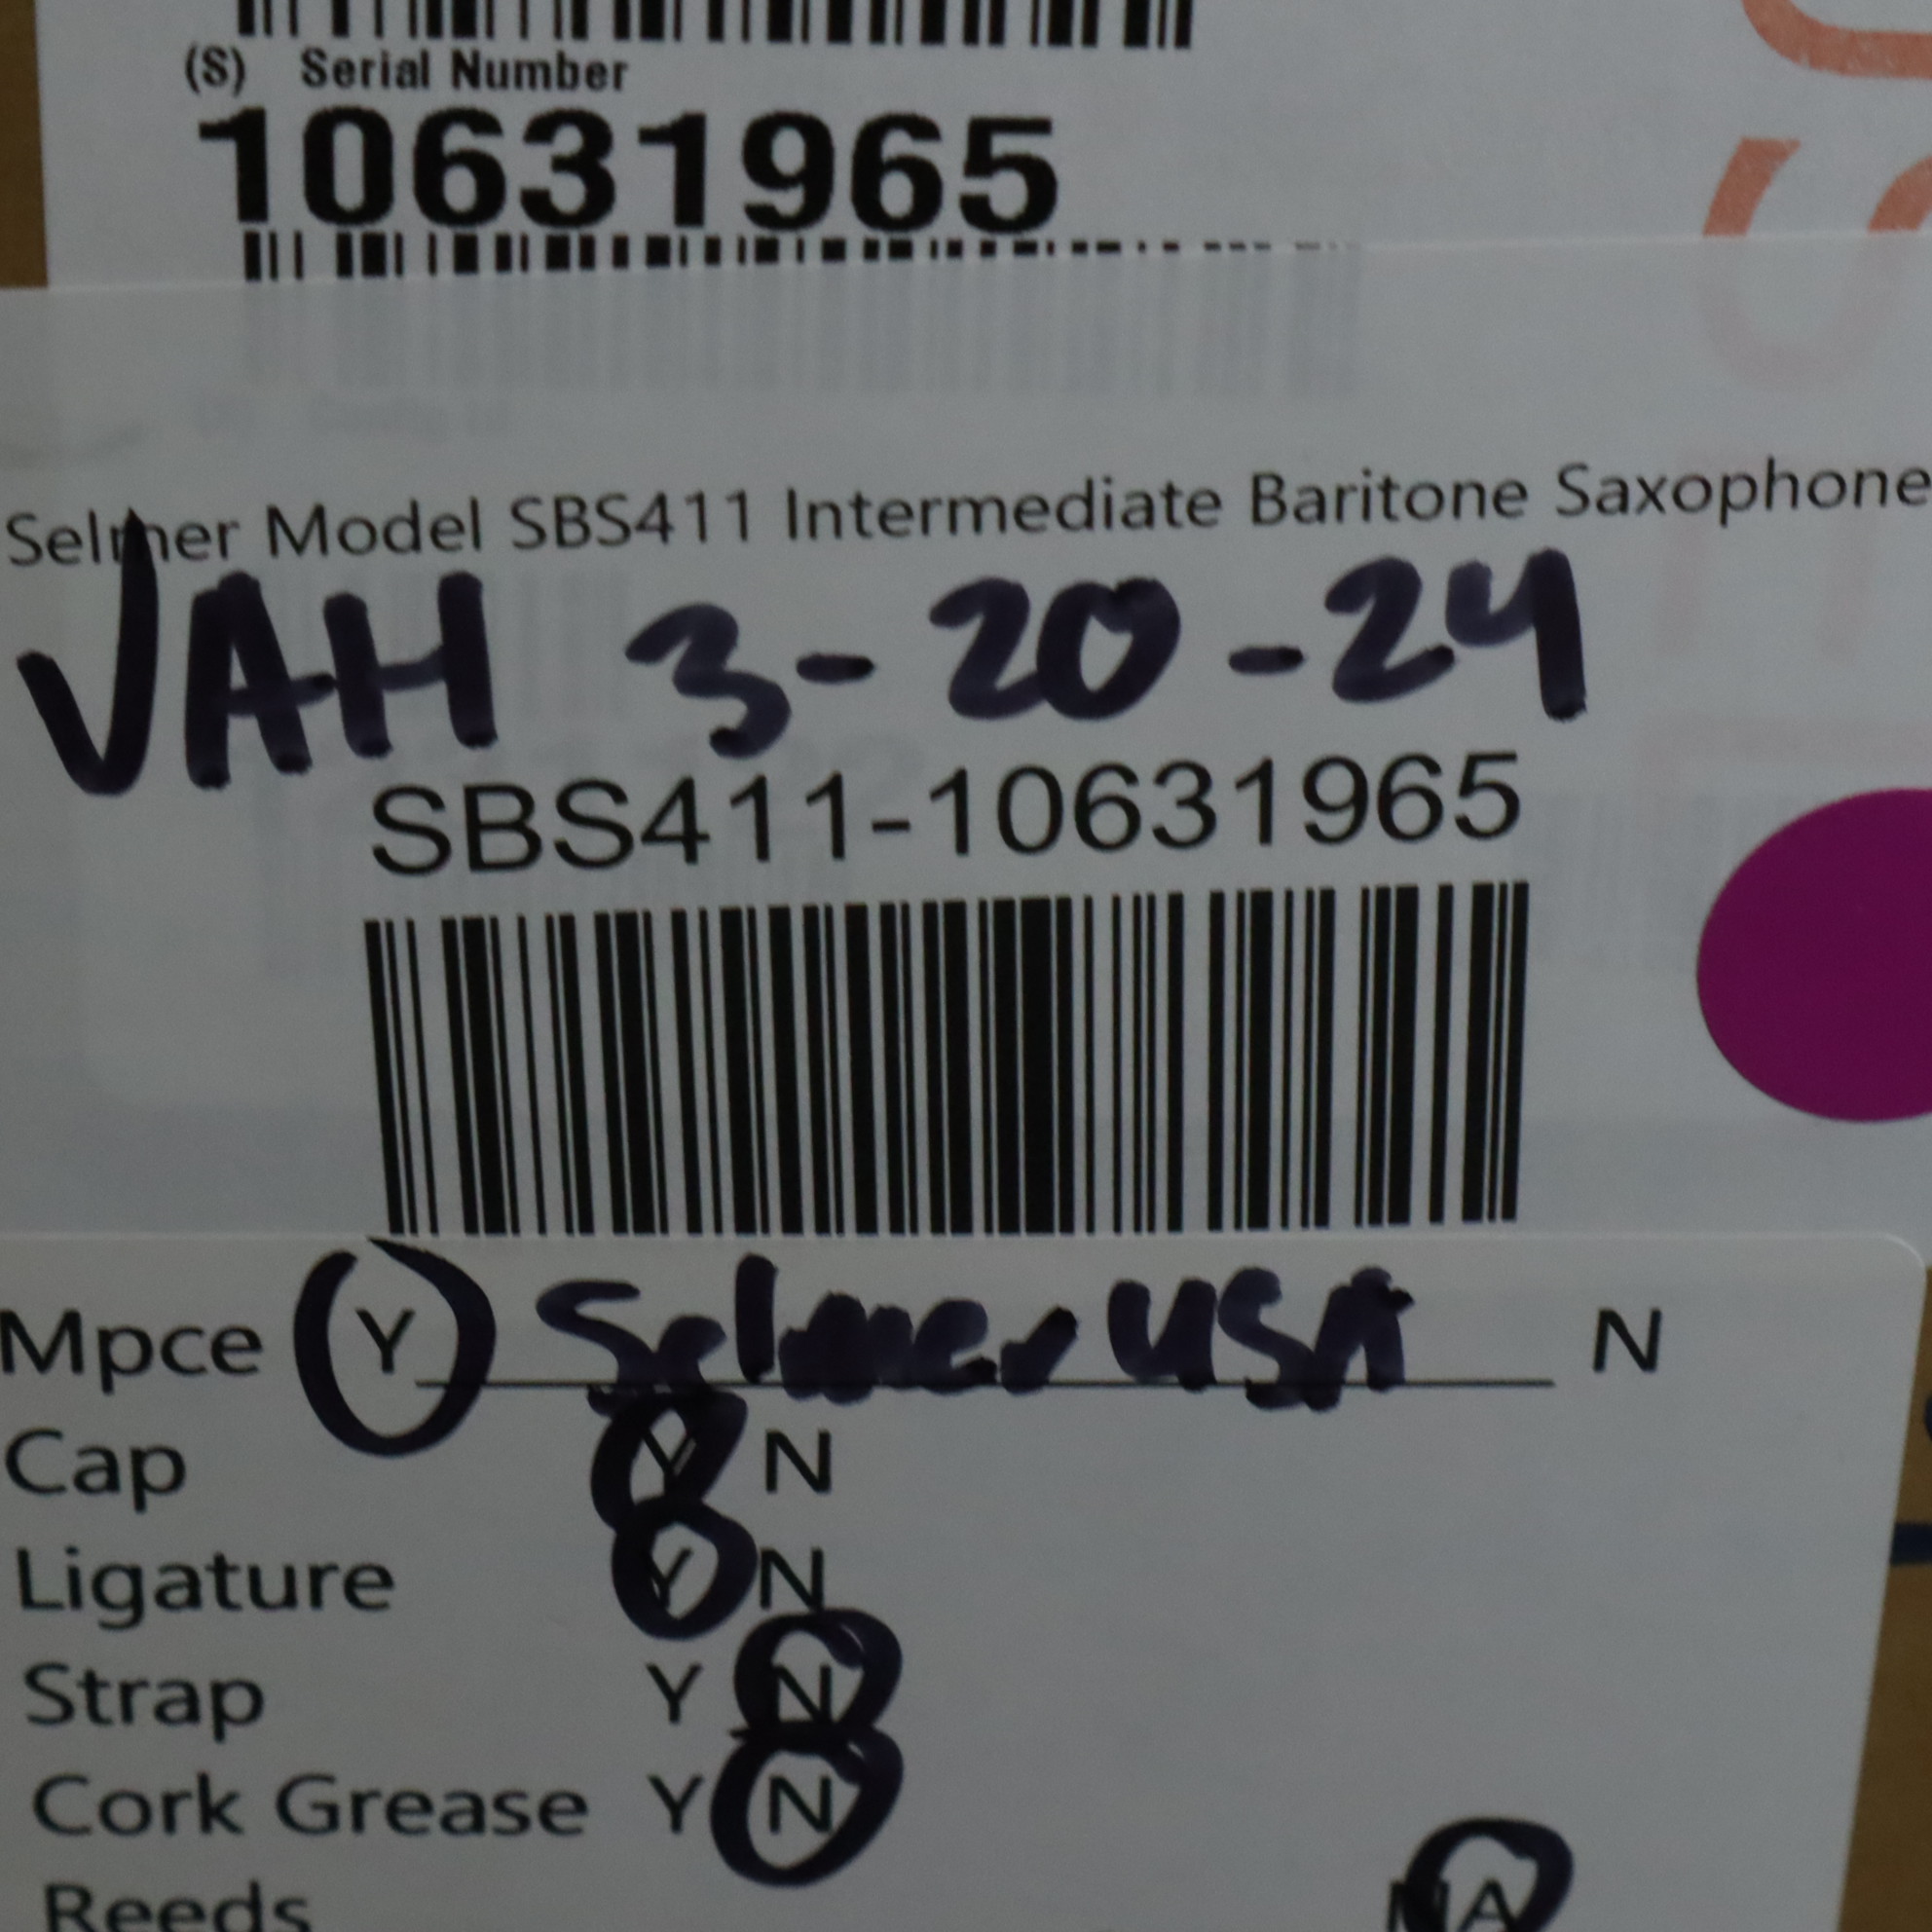 (S) Serial Number
10631965
Selmer Model SBS411 Intermediate Baritone Saxophone
VAH 3-20-24
SBS411-10631965
Mpce Y Selmer USA N
Cap Y N
Ligature Y N
Strap Y N
Cork Grease Y N
Reeds NA